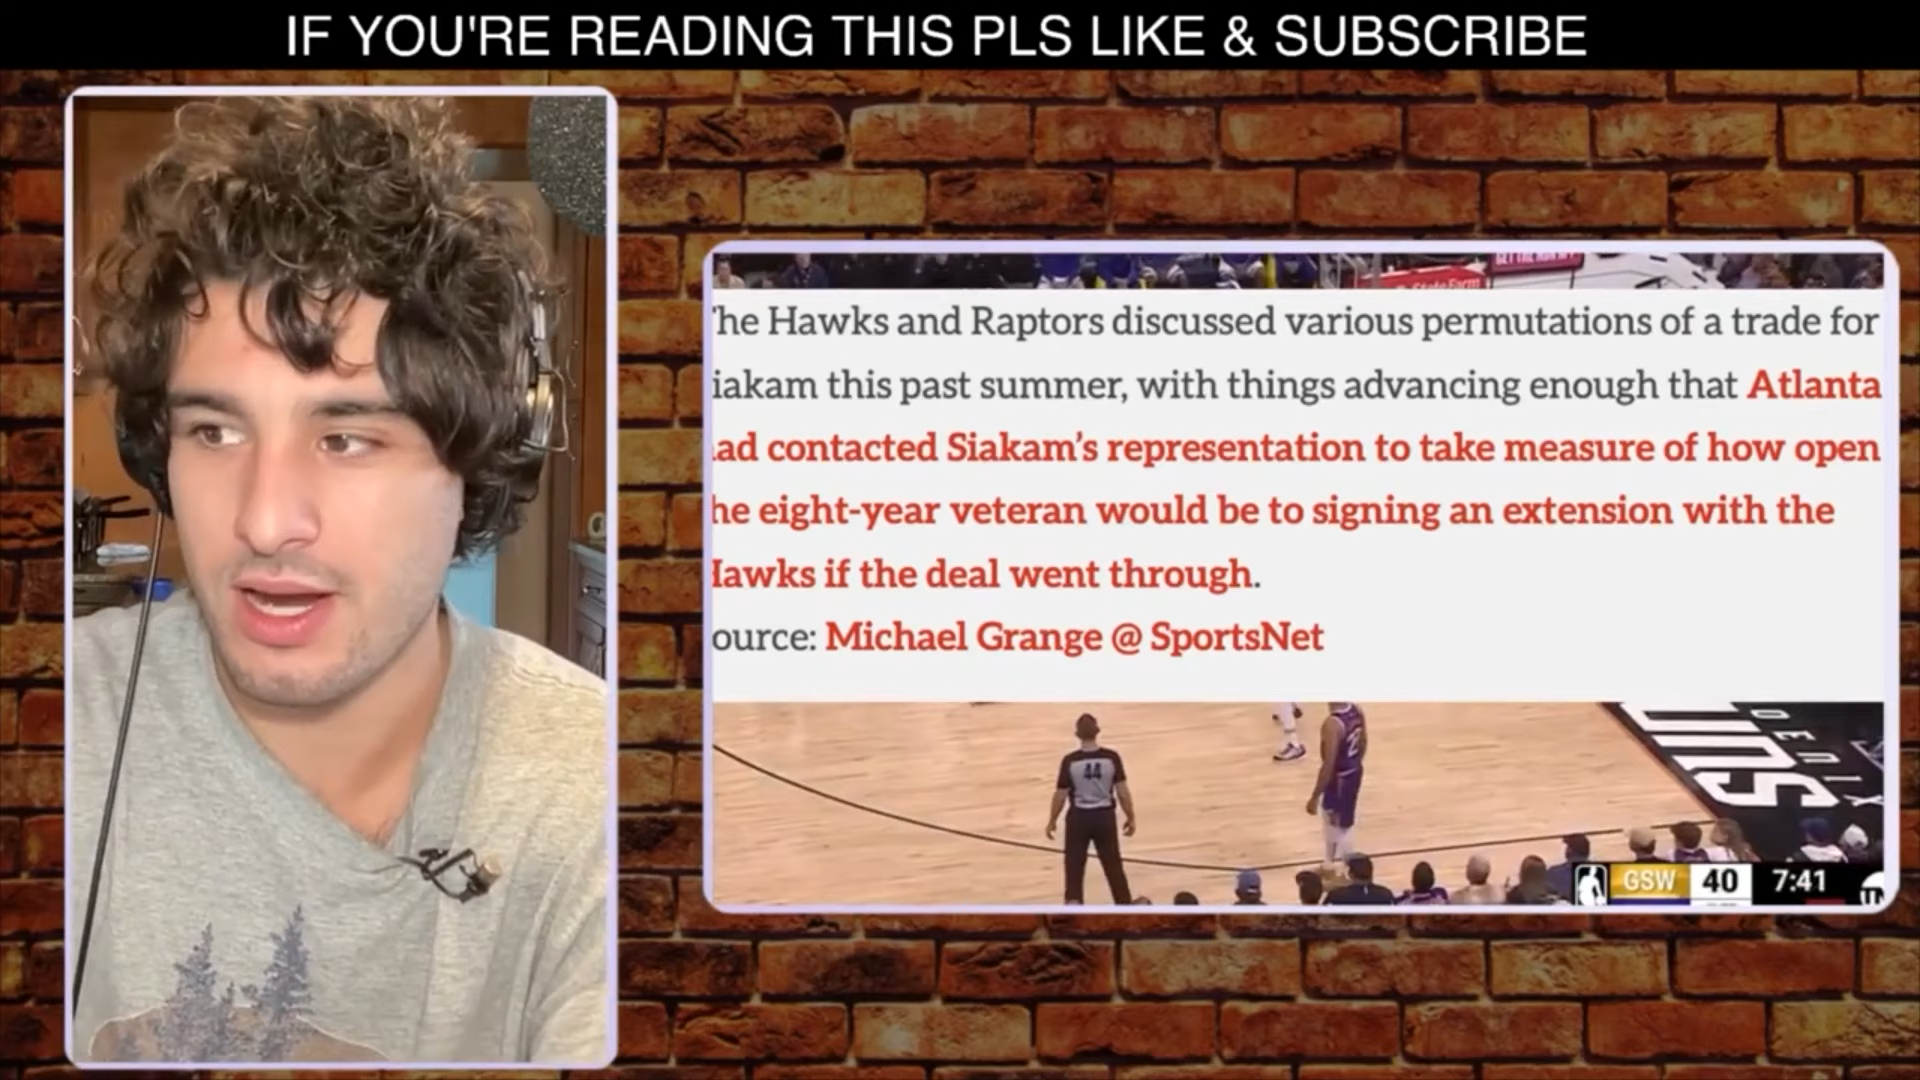 IF YOU'RE READING THIS PLS LIKE & SUBSCRIBE
StateFarm
he Hawks and Raptors discussed various permutations of a trade for
iakam this past summer, with things advancing enough that Atlanta
ad contacted Siakam's representation to take measure of how open
he eight-year veteran would be to signing an extension with the
Hawks if the deal went through.
ource: Michael Grange @ SportsNet
44
2
SUNS
GSW 40 7:41